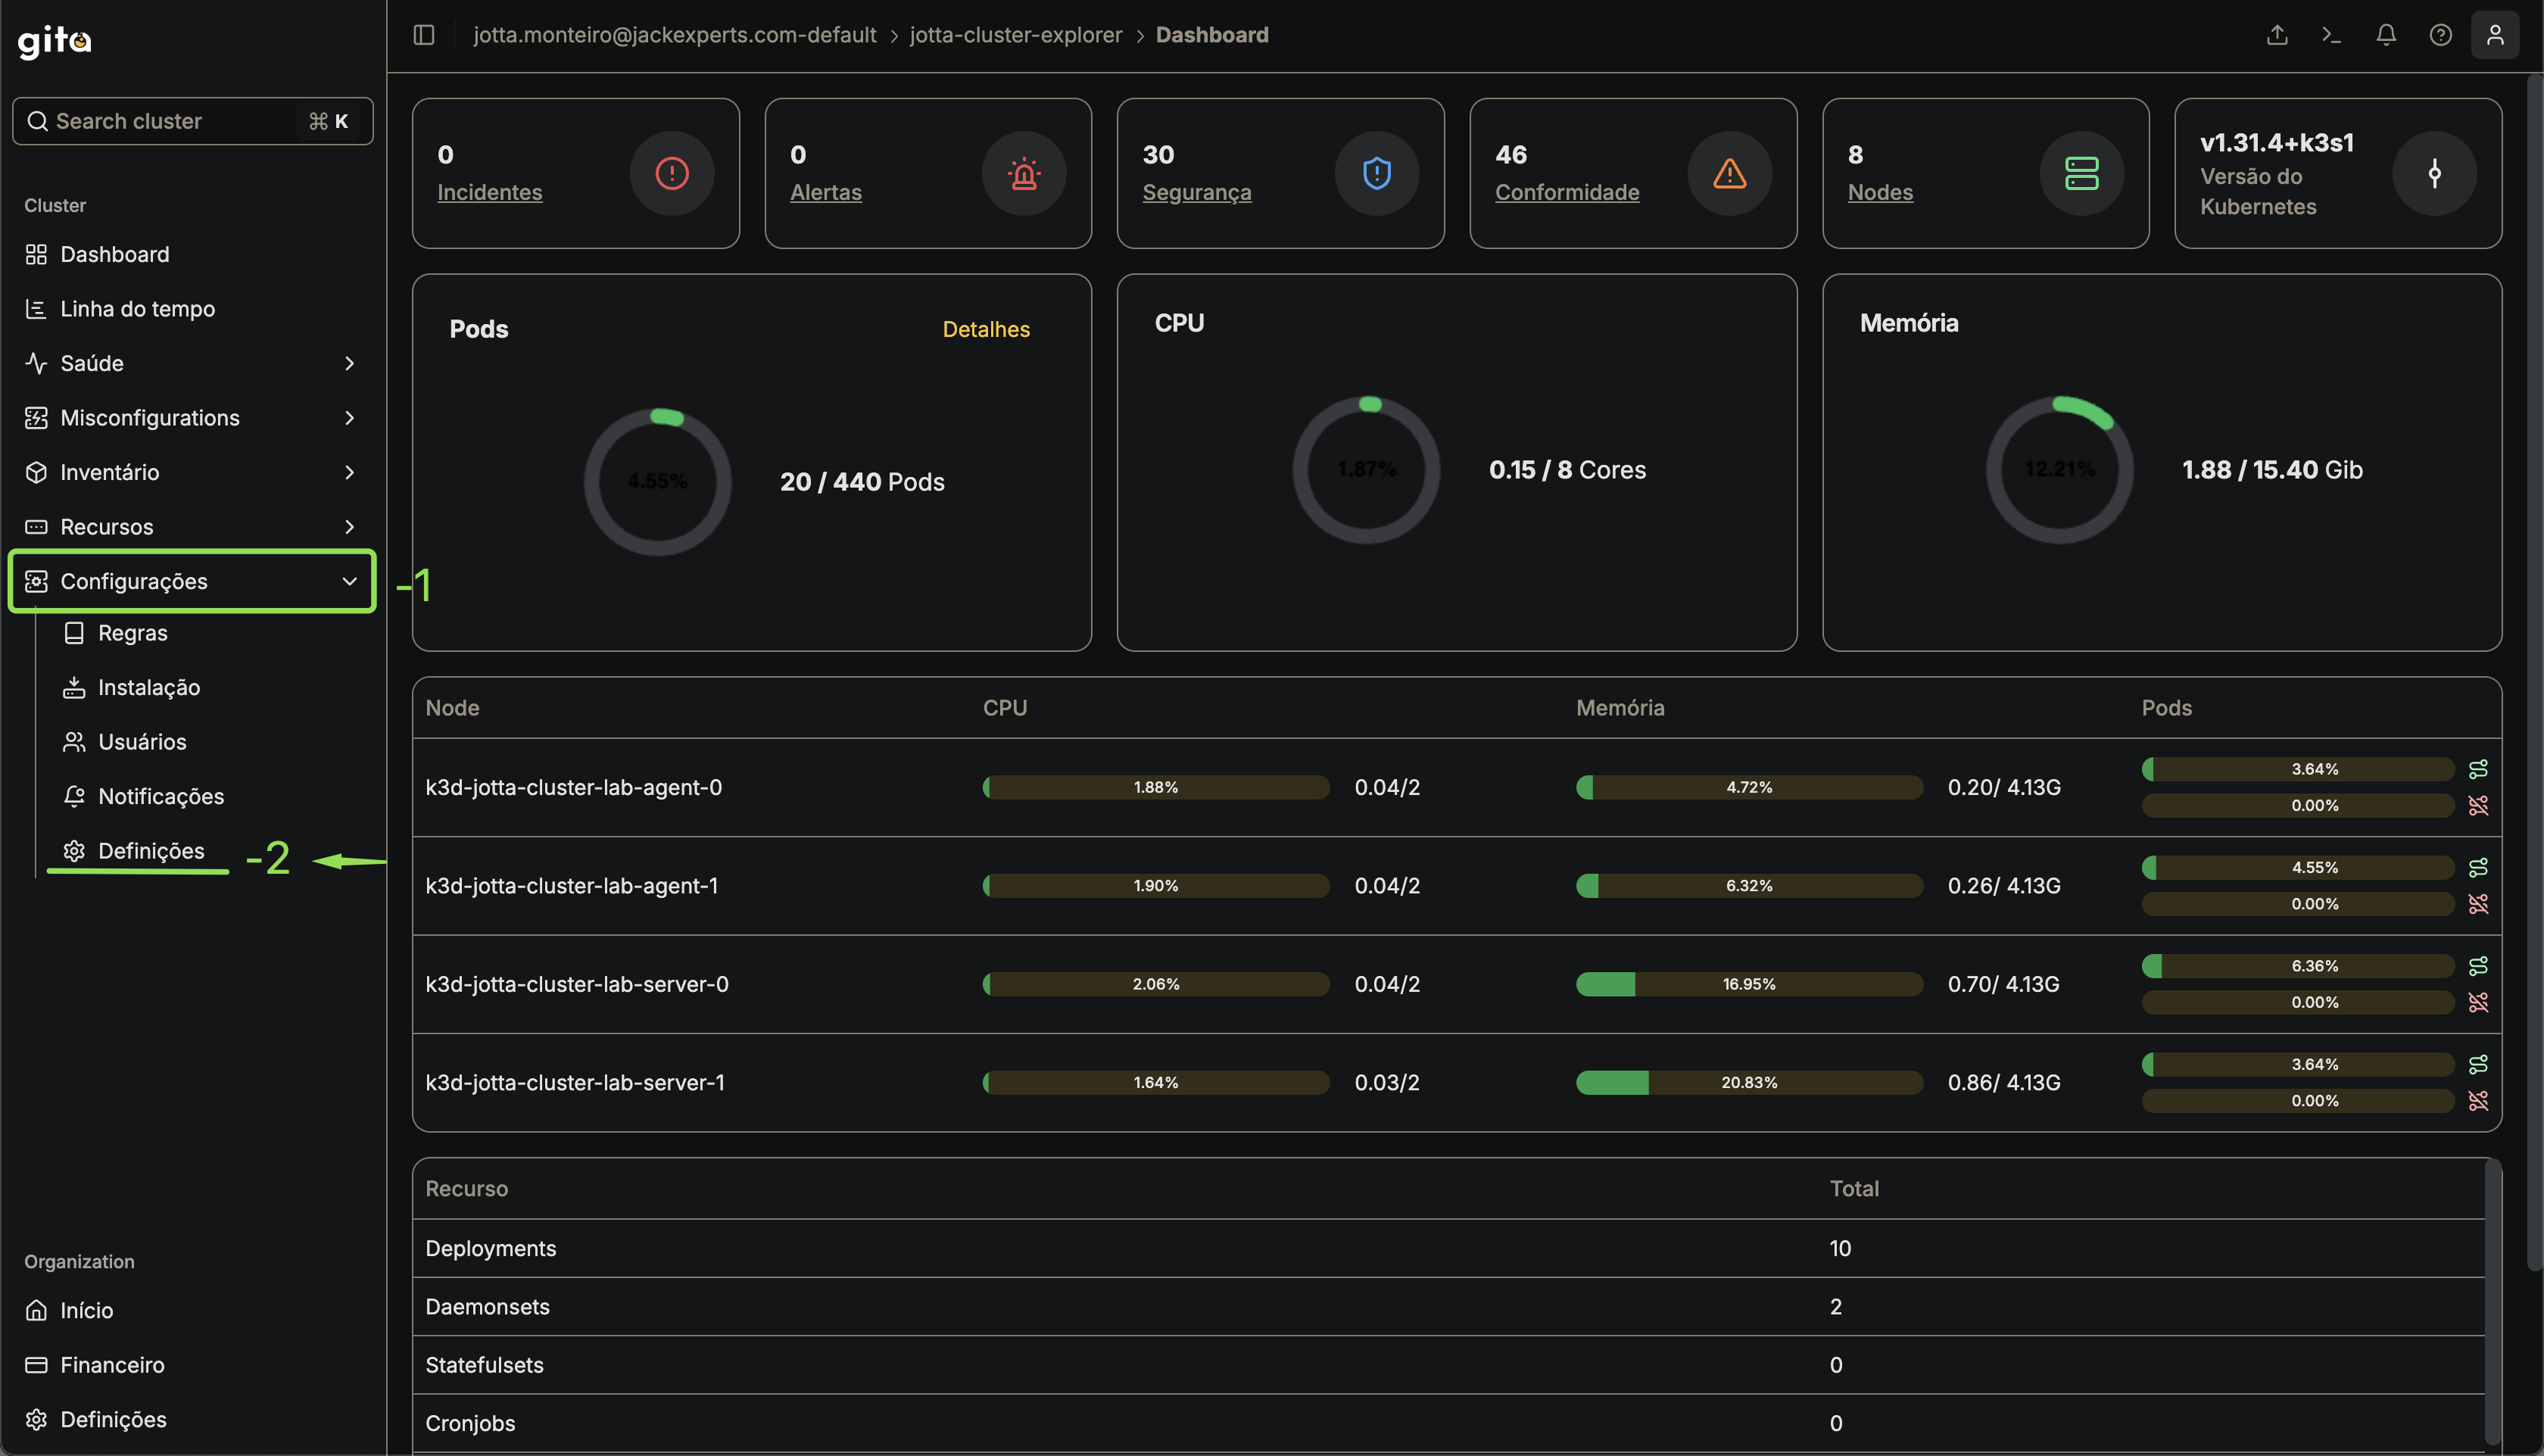 gita
jotta.monteiro@jackexperts.com-default > jotta-cluster-explorer > Dashboard
Search cluster ⌘ K
Cluster
Dashboard
Linha do tempo
Saúde
Misconfigurations
Inventário
Recursos
Configurações
-1
Regras
Instalação
Usuários
Notificações
Definições
-2
Organization
Início
Financeiro
Definições
0
Incidentes
0
Alertas
30
Segurança
46
Conformidade
8
Nodes
v1.31.4+k3s1
Versão do
Kubernetes
Pods
Detalhes
4.55%
20 / 440 Pods
CPU
1.87%
0.15 / 8 Cores
Memória
12.21%
1.88 / 15.40 Gib
Node CPU Memória Pods
k3d-jotta-cluster-lab-agent-0 1.88% 0.04/2 4.72% 0.20/ 4.13G 3.64%
0.00%
k3d-jotta-cluster-lab-agent-1 1.90% 0.04/2 6.32% 0.26/ 4.13G 4.55%
0.00%
k3d-jotta-cluster-lab-server-0 2.06% 0.04/2 16.95% 0.70/ 4.13G 6.36%
0.00%
k3d-jotta-cluster-lab-server-1 1.64% 0.03/2 20.83% 0.86/ 4.13G 3.64%
0.00%
Recurso Total
Deployments 10
Daemonsets 2
Statefulsets 0
Cronjobs 0